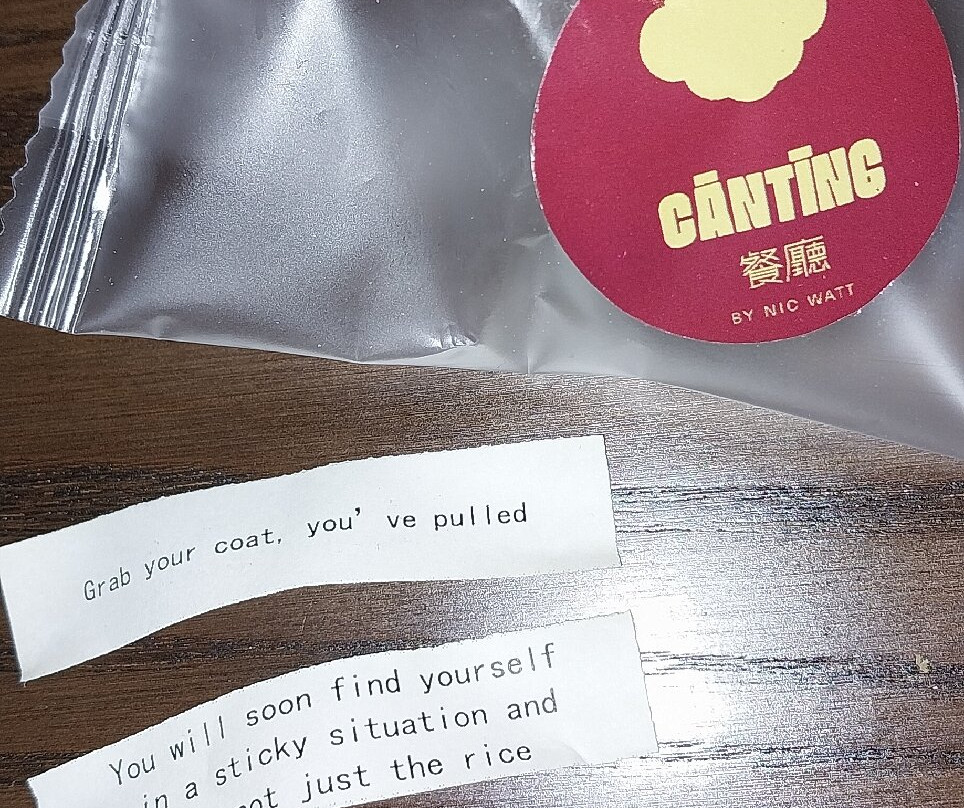 CĀNTĪNG
餐廳
BY NIC WATT
Grab your coat, you've pulled
You will soon find yourself
in a sticky situation and
not just the rice